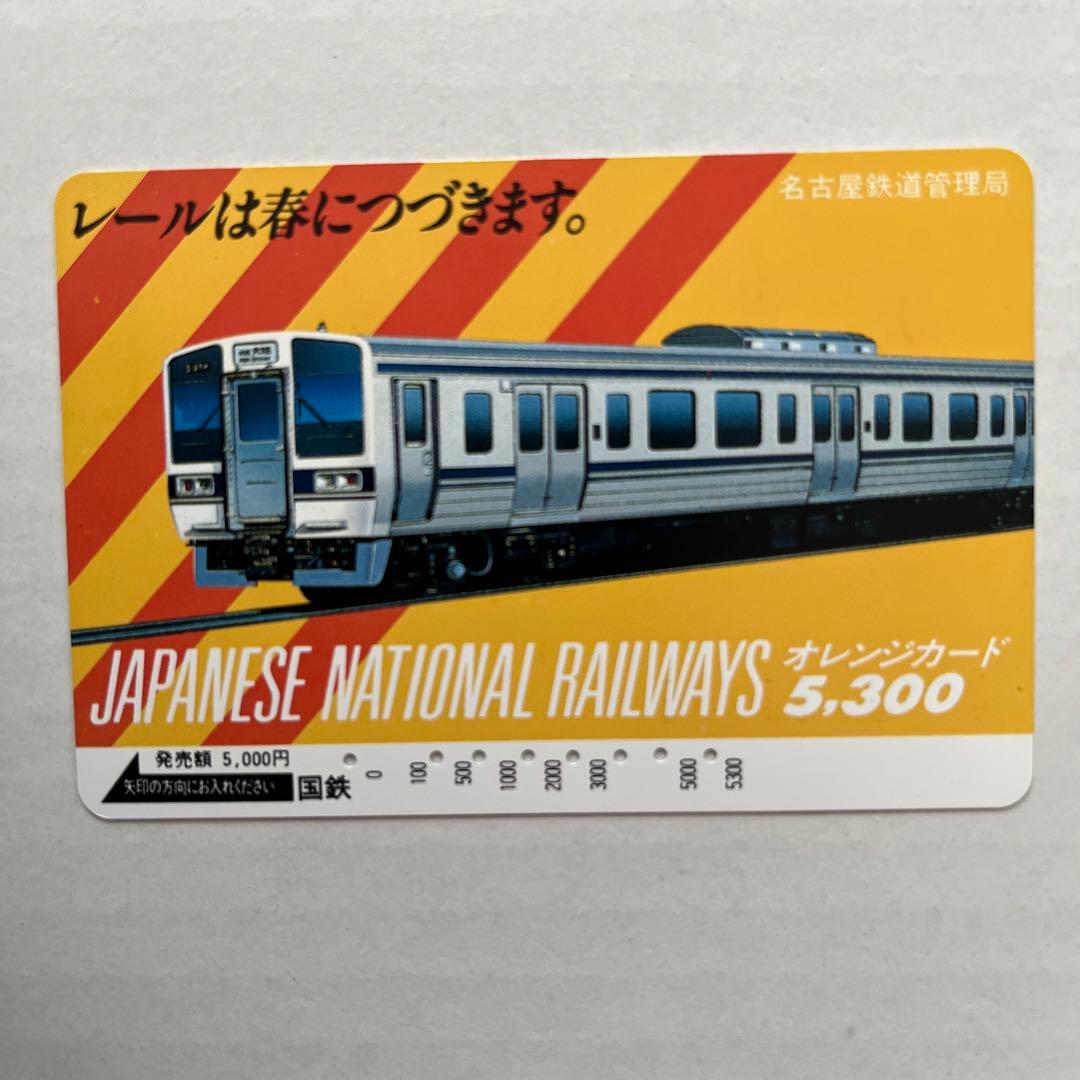 レールは春につづきます。
名古屋鉄道管理局
JAPANESE NATIONAL RAILWAYS
オレンジカード
5,300
発売額 5,000円
矢印の方向にお入れください
国鉄
0 100 500 1000 2000 3000 5000 5300